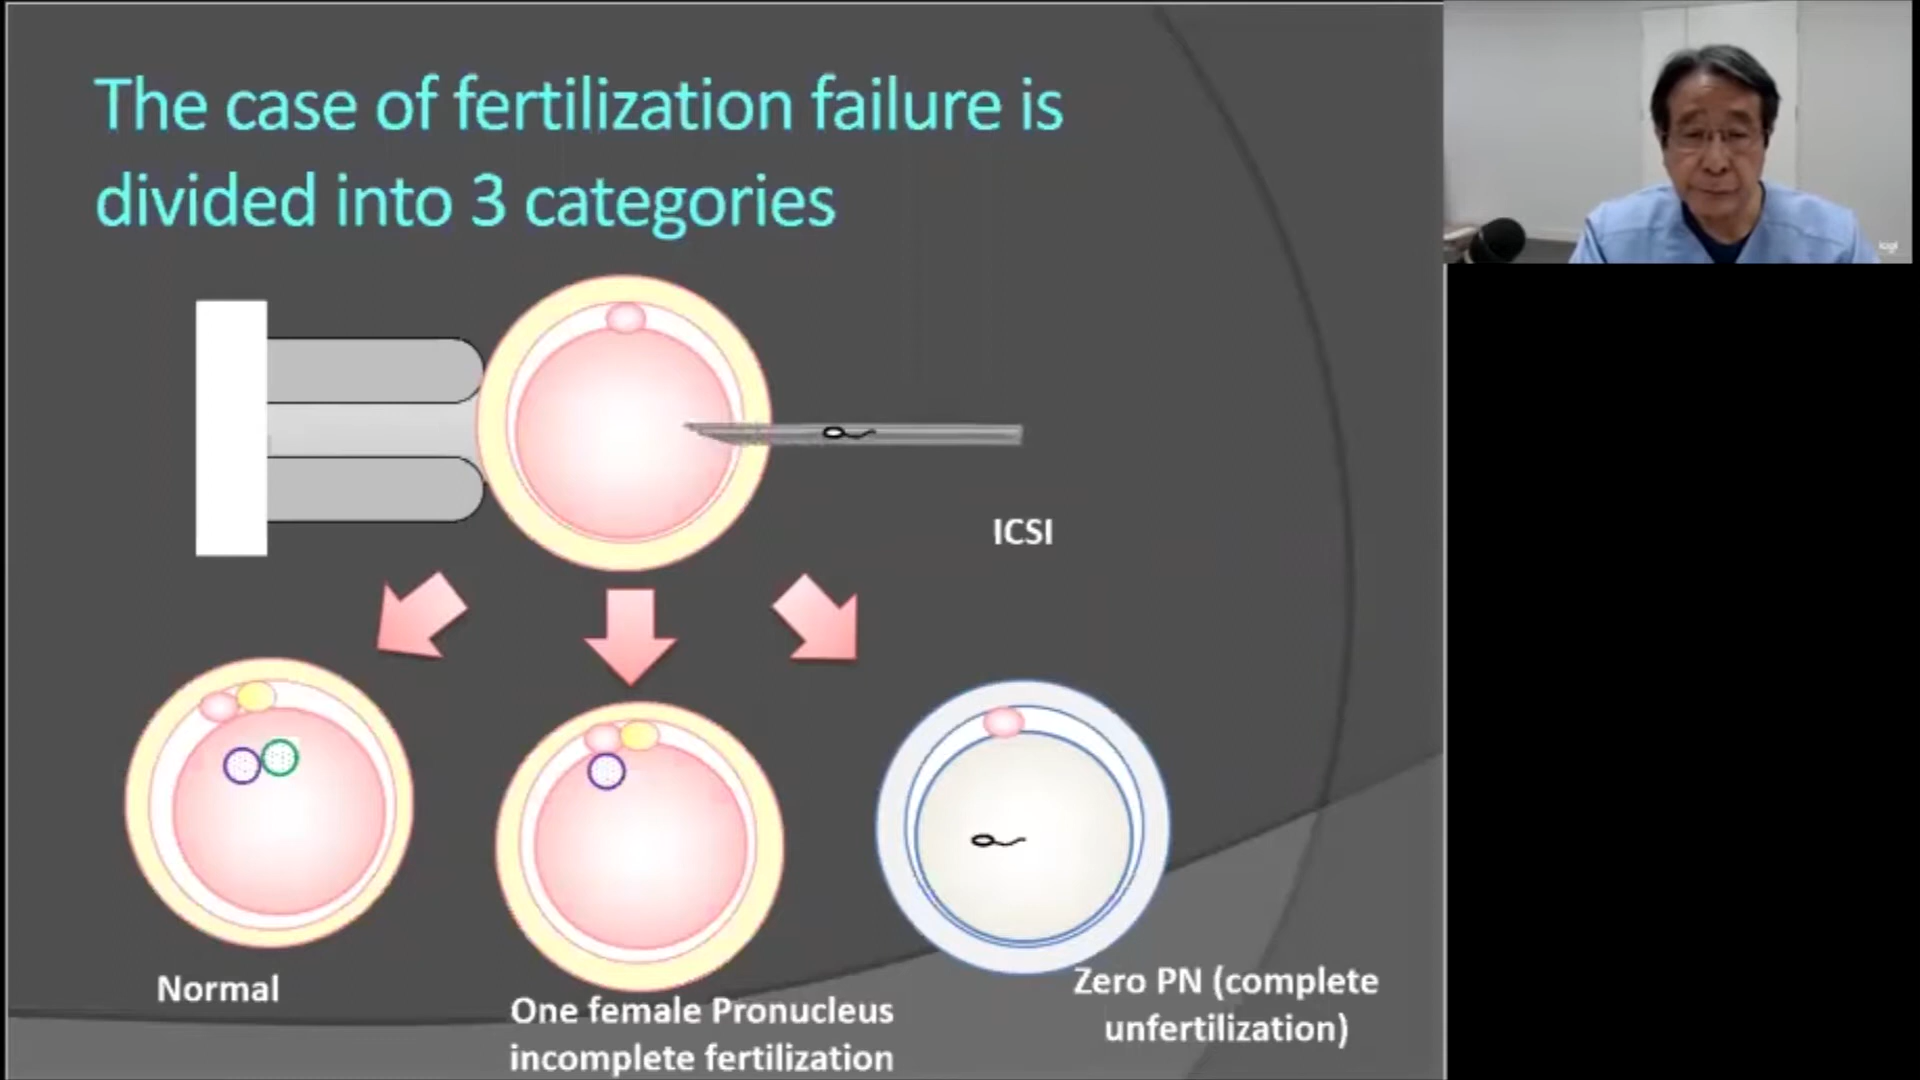 The case of fertilization failure is
divided into 3 categories
ICSI
Normal
One female Pronucleus
incomplete fertilization
Zero PN (complete
unfertilization)
logi